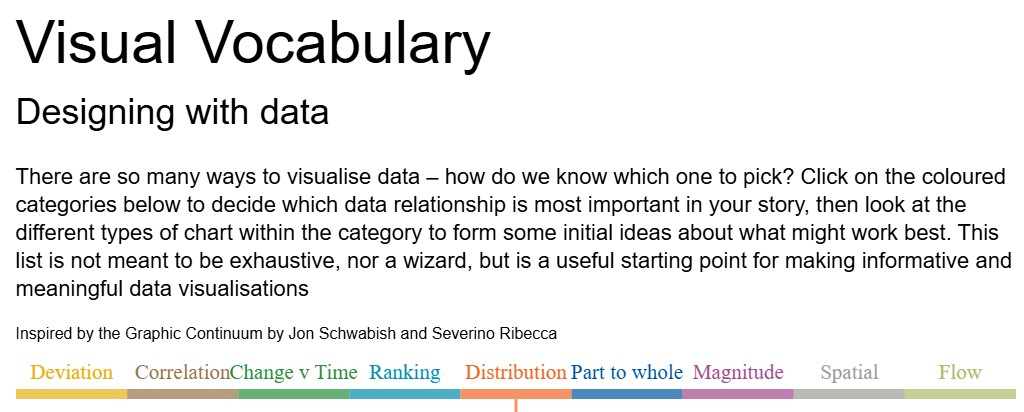 Visual Vocabulary
Designing with data
There are so many ways to visualise data – how do we know which one to pick? Click on the coloured
categories below to decide which data relationship is most important in your story, then look at the
different types of chart within the category to form some initial ideas about what might work best. This
list is not meant to be exhaustive, nor a wizard, but is a useful starting point for making informative and
meaningful data visualisations
Inspired by the Graphic Continuum by Jon Schwabish and Severino Ribecca
Deviation Correlation Change v Time Ranking Distribution Part to whole Magnitude Spatial Flow